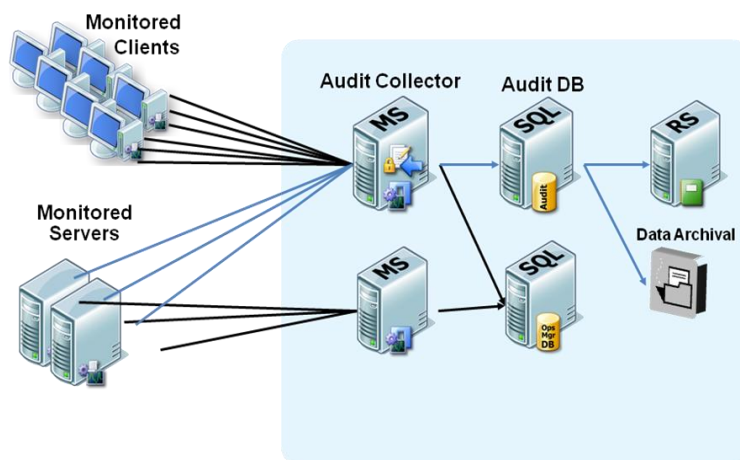 Monitored
Clients
Audit Collector
Audit DB
MS
SQL
RS
Audit
Monitored
Servers
Data Archival
MS
SQL
Ops
Mgr
DB